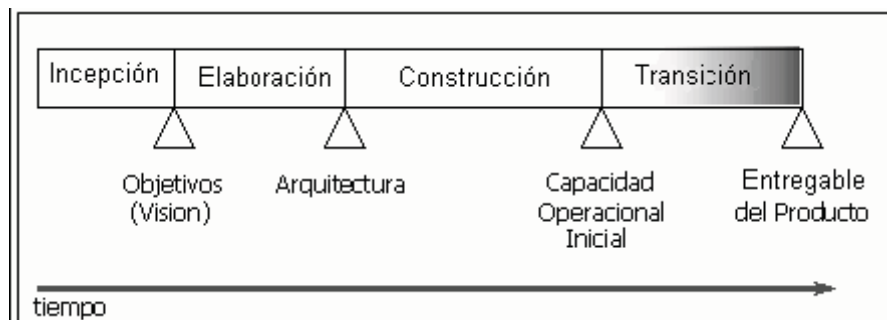 Incepción
Elaboración
Construcción
Transición
Objetivos
(Vision)
Arquitectura
Capacidad
Operacional
Inicial
Entregable
del Producto
tiempo